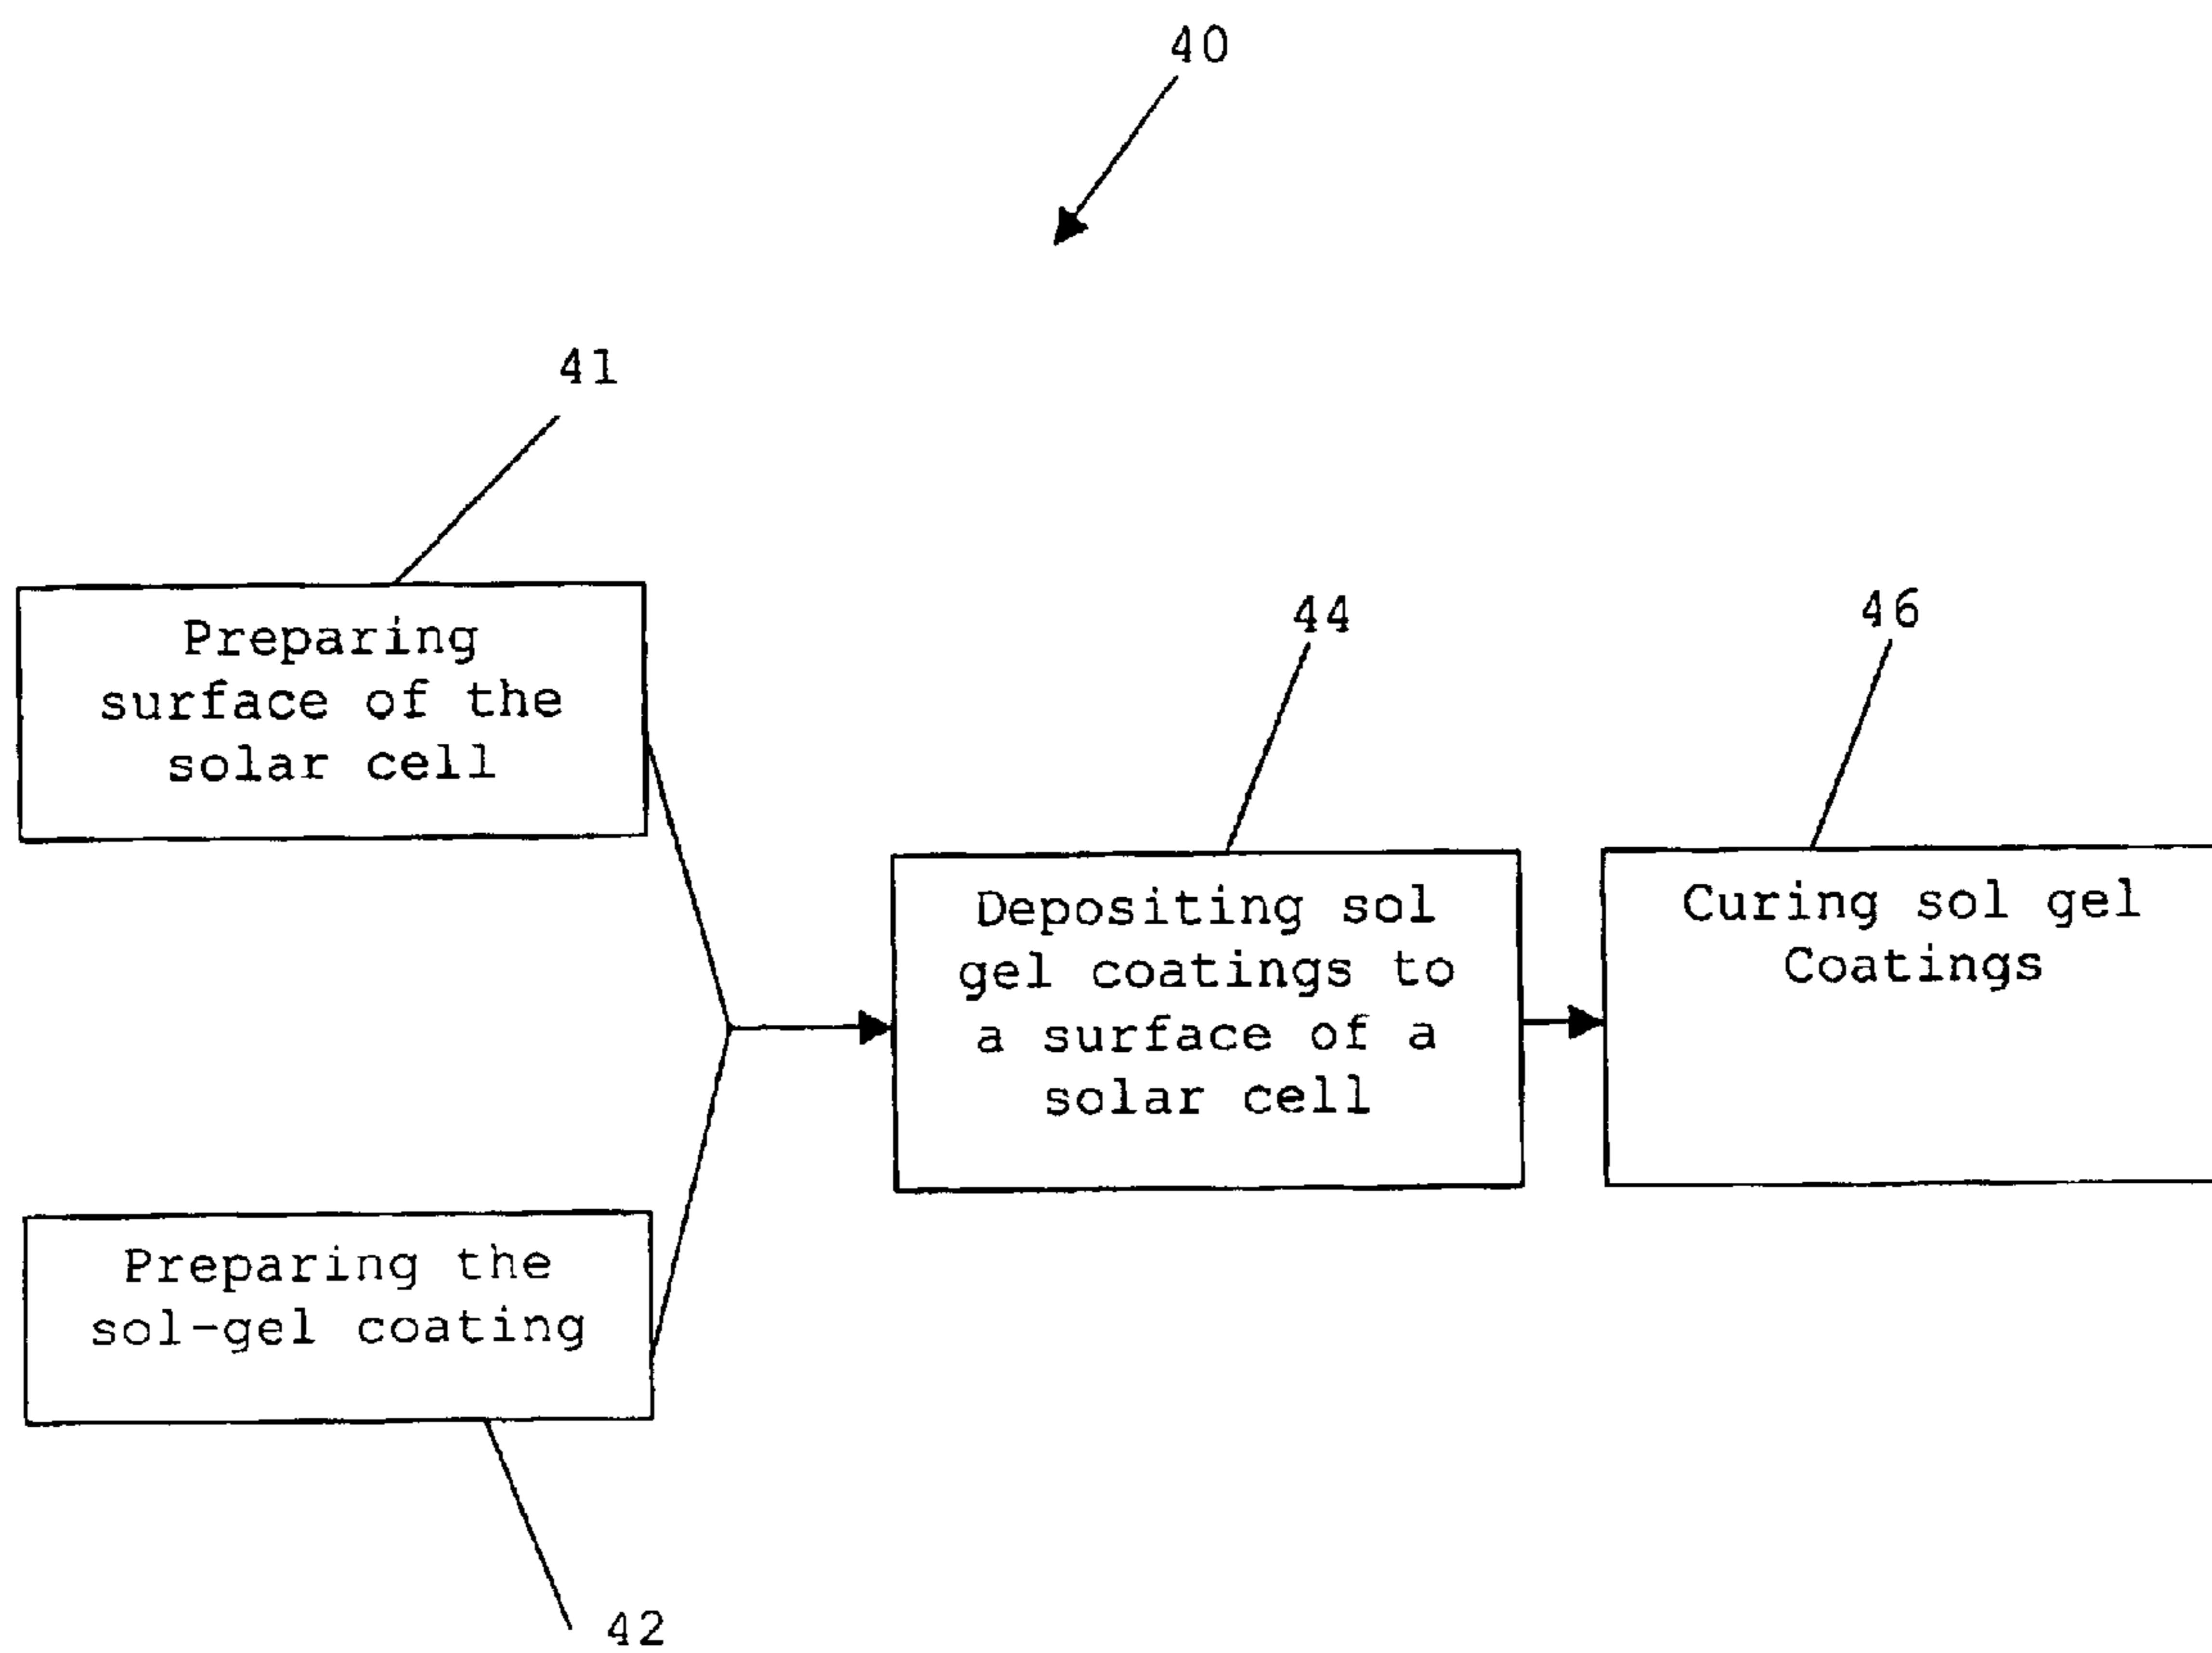 40
41
Preparing
surface of the
solar cell
44
Depositing sol
gel coatings to
a surface of a
solar cell
46
Curing sol gel
Coatings
Preparing the
sol-gel coating
42